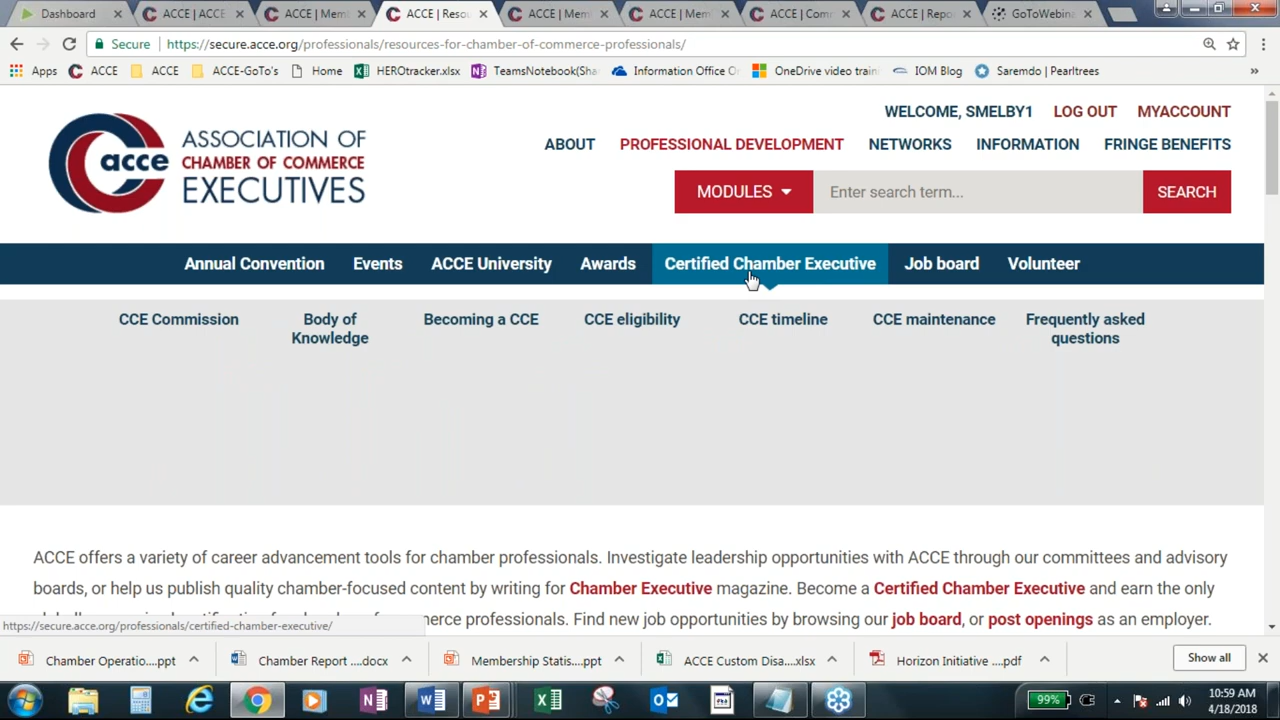 Dashboard
ACCE | ACCE
ACCE | Mem
ACCE | Reso
ACCE | Mem
ACCE | Mem
ACCE | Com
ACCE | Repo
GoToWebin
Secure
https://secure.acce.org/professionals/resources-for-chamber-of-commerce-professionals/
Apps ACCE ACCE ACCE-GoTo's Home HEROtracker.xlsx TeamsNotebook(Sha Information Office O OneDrive video train IOM Blog Saremdo | Pearltrees »
acce
ASSOCIATION OF
CHAMBER OF COMMERCE
EXECUTIVES
WELCOME, SMELBY1 LOG OUT MYACCOUNT
ABOUT PROFESSIONAL DEVELOPMENT NETWORKS INFORMATION FRINGE BENEFITS
MODULES Enter search term... SEARCH
Annual Convention Events ACCE University Awards Certified Chamber Executive Job board Volunteer
CCE Commission
Body of
Knowledge
Becoming a CCE
CCE eligibility
CCE timeline
CCE maintenance
Frequently asked
questions
ACCE offers a variety of career advancement tools for chamber professionals. Investigate leadership opportunities with ACCE through our committees and advisory
boards, or help us publish quality chamber-focused content by writing for Chamber Executive magazine. Become a Certified Chamber Executive and earn the only
merce professionals. Find new job opportunities by browsing our job board, or post openings as an employer.
https://secure.acce.org/professionals/certified-chamber-executive/
Chamber Operatio....ppt Chamber Report ....docx Membership Statis....ppt ACCE Custom Disa....xlsx Horizon Initiative ....pdf Show all
99%
10:59 AM
4/18/2018